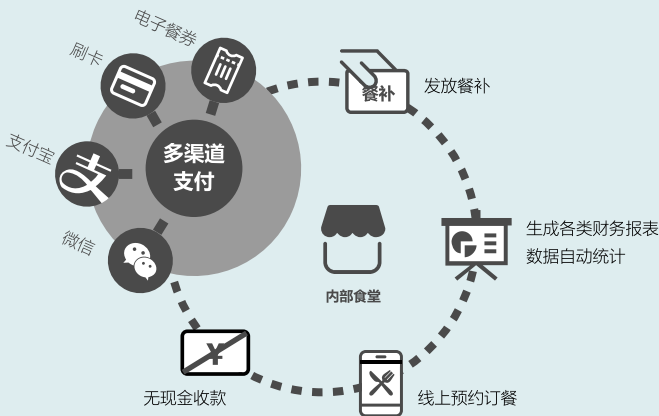 电子餐券
刷卡
支付宝
微信
多渠道
支付
支
餐补
发放餐补
生成各类财务报表
数据自动统计
内部食堂
¥
无现金收款
线上预约订餐